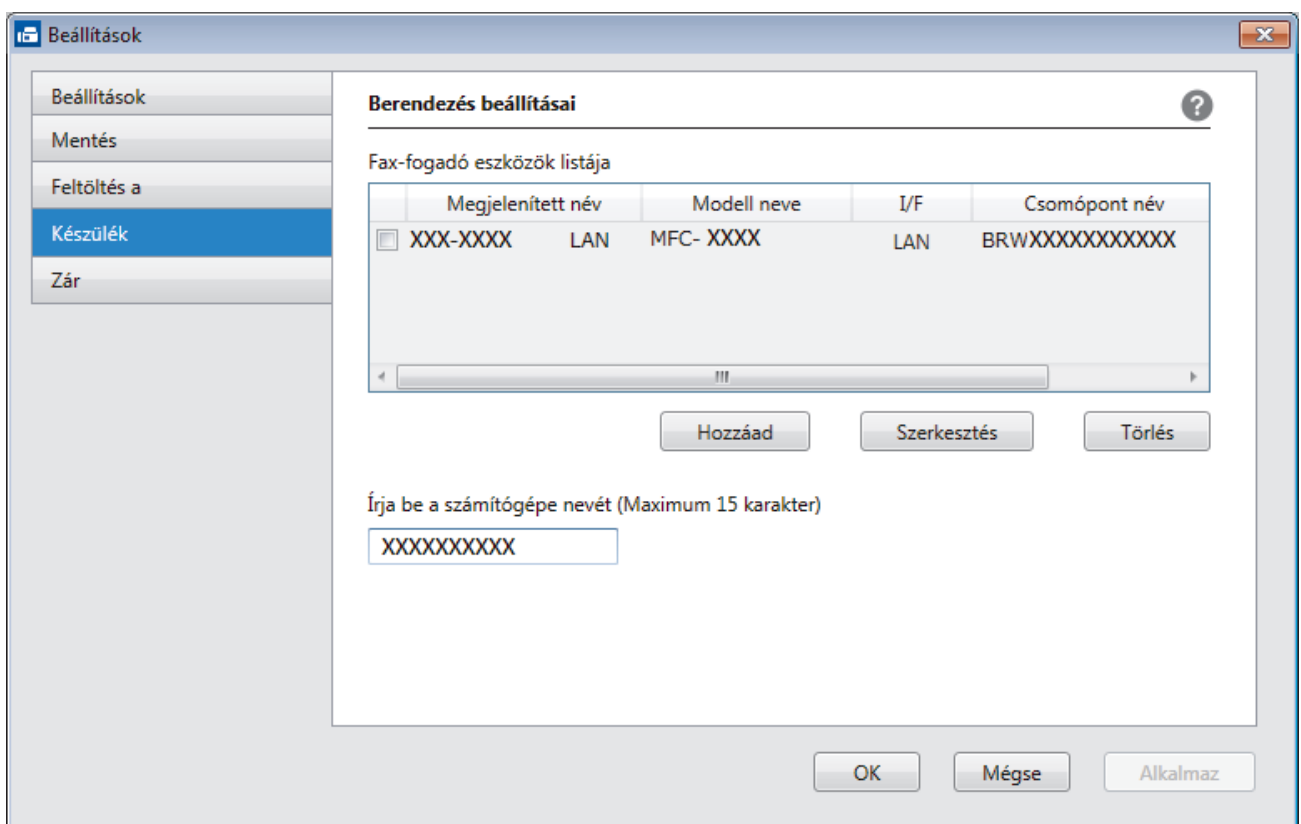 Beállítások
Beállítások
Mentés
Feltöltés a
Készülék
Zár
Berendezés beállításai
?
Fax-fogadó eszközök listája
Megjelenített név Modell neve I/F Csomópont név
XXX-XXXX LAN MFC- XXXX LAN BRWXXXXXXXXXXX
Hozzáad Szerkesztés Törlés
Írja be a számítógépe nevét (Maximum 15 karakter)
XXXXXXXXXX
OK Mégse Alkalmaz